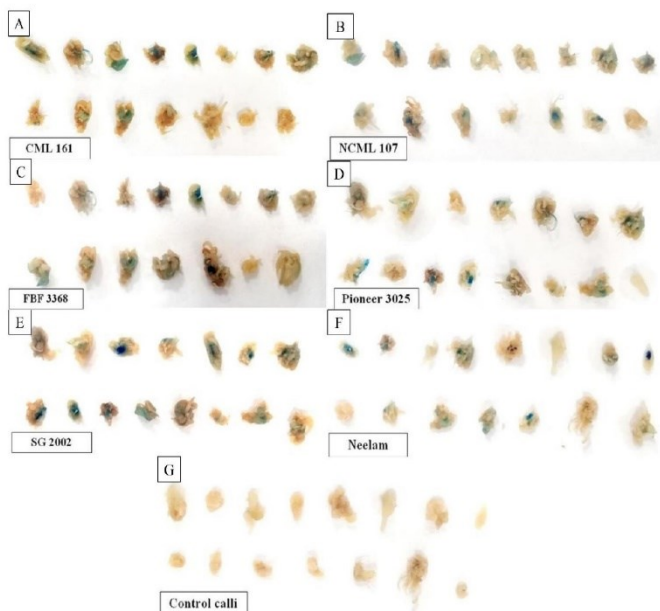 A
B
CML 161
NCML 107
C
D
FBF 3368
Pioneer 3025
E
F
SG 2002
Neelam
G
Control calli